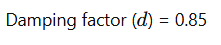 Damping factor (d) = 0.85